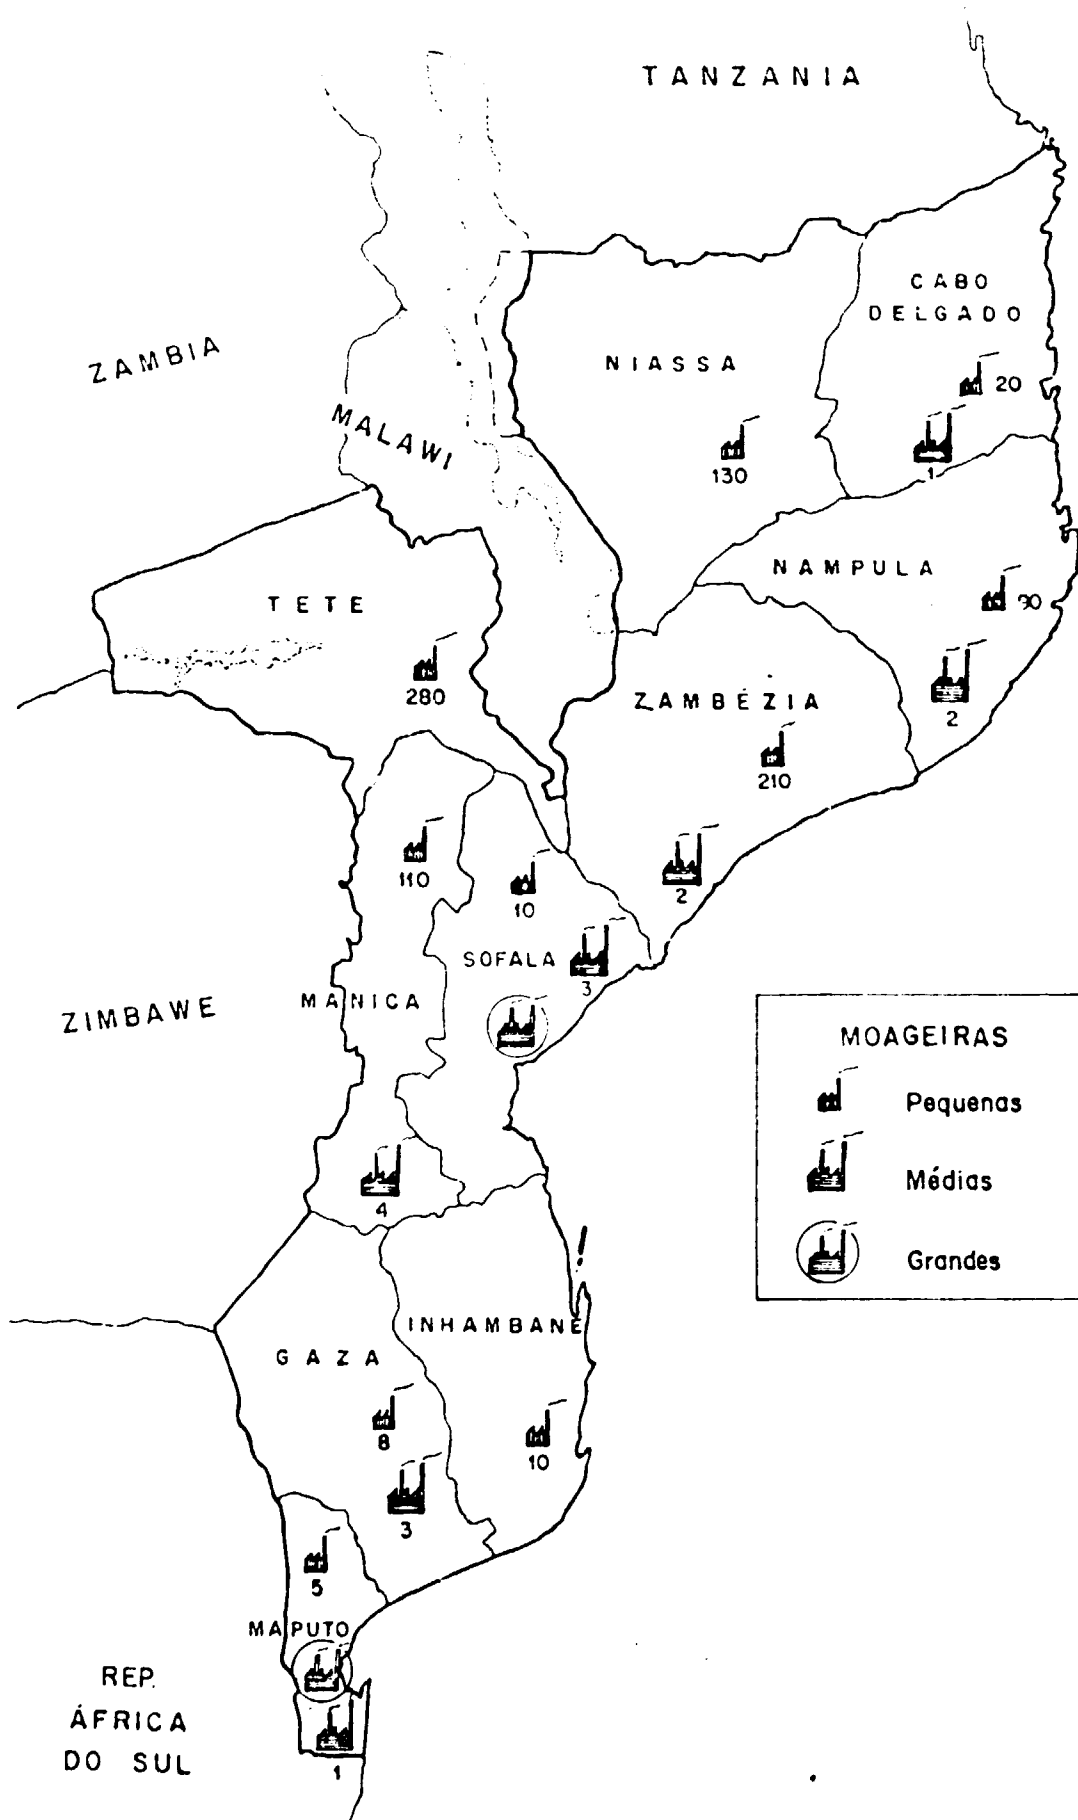 TANZANIA
CABO
DELGADO
ZAMBIA
NIASSA
20
MALAWI
130
1
NAMPULA
TETE
280
ZAMBÉZIA
2
210
110
2
10
SOFALA
3
MANICA
ZIMBAWE
MOAGEIRAS
Pequenas
Médias
4
Grandes
INHAMBANE
GAZA
8
10
3
5
MAPUTO
REP.
ÁFRICA
DO SUL
1